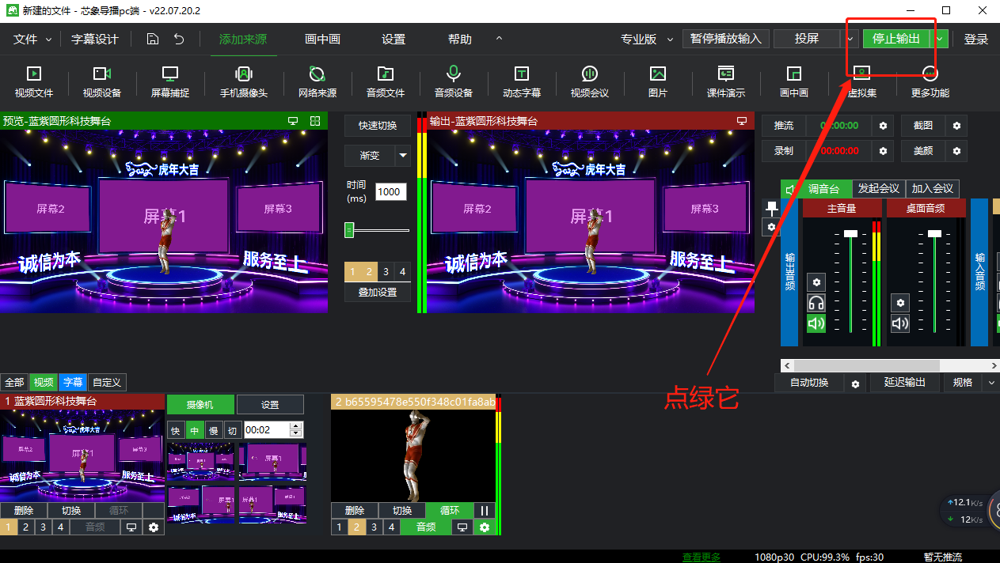 新建的文件 - 芯象导播pc端 - v22.07.20.2
文件 字幕设计 添加来源 画中画 设置 帮助 专业版 暂停播放输入 投屏 停止输出 登录
视频文件 视频设备 屏幕捕捉 手机摄像头 网络来源 音频文件 音频设备 动态字幕 视频会议 图片 课件演示 画中画 虚拟集 更多功能
预览-蓝紫圆形科技舞台
虎年大吉
屏幕2 屏幕1 屏幕3
诚信为本 服务至上
快速切换
渐变
时间
(ms)
1000
1 2 3 4
叠加设置
输出-蓝紫圆形科技舞台
虎年大吉
屏幕2 屏幕1 屏幕3
诚信为本 服务至上
推流 00:00:00 截图
录制 00:00:00 美颜
调音台 发起会议 加入会议
主音量 桌面音频
输出音频
输入音频
自动切换 延迟输出 规格
点绿它
全部 视频 字幕 自定义
1 蓝紫圆形科技舞台
虎年大吉
屏幕2 屏幕1 屏幕3
诚信为本 服务至上
删除 切换 循环
1 2 3 4 音频
摄像机 设置
快 中 慢 切 00:02
2 b65595478e550f348c01fa8ab
删除 切换 循环
1 2 3 4 音频
12.1K/s
12K/s
查看更多 1080p30 CPU:99.3% fps:30 暂无推流